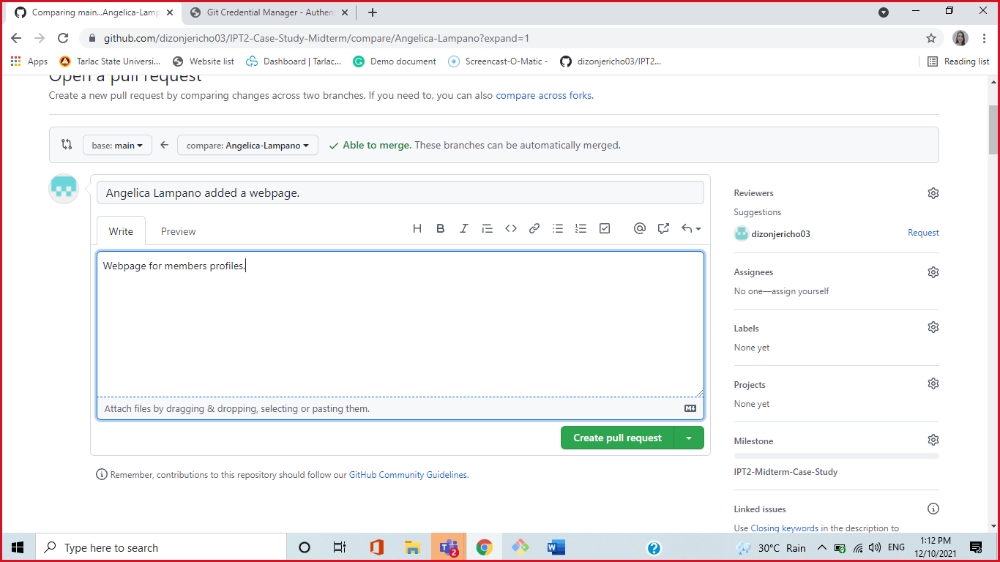 Comparing main...Angelica-Lamp
Git Credential Manager - Authent
github.com/dizonjericho03/IPT2-Case-Study-Midterm/compare/Angelica-Lampano?expand=1
Apps
Tarlac State Universi...
Website list
Dashboard | Tarlac...
Demo document
Screencast-O-Matic -
dizonjericho03/IPT2...
Reading list
Open a pull request
Create a new pull request by comparing changes across two branches. If you need to, you can also compare across forks.
base: main
compare: Angelica-Lampano
Able to merge. These branches can be automatically merged.
Angelica Lampano added a webpage.
Write
Preview
H B I
Webpage for members profiles.
Attach files by dragging & dropping, selecting or pasting them.
Create pull request
Remember, contributions to this repository should follow our GitHub Community Guidelines.
Reviewers
Suggestions
dizonjericho03
Request
Assignees
No one—assign yourself
Labels
None yet
Projects
None yet
Milestone
IPT2-Midterm-Case-Study
Linked issues
Use Closing keywords in the description to
Type here to search
2
30°C Rain
ENG
1:12 PM
12/10/2021